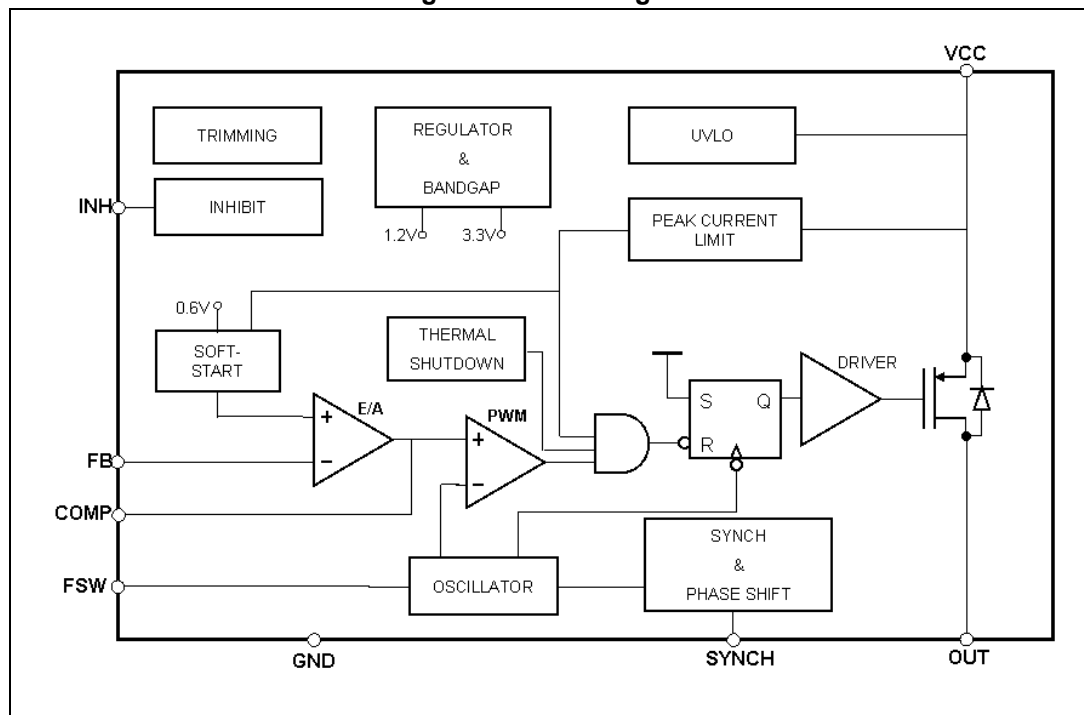 VCC
TRIMMING
REGULATOR
&
BANDGAP
UVLO
INH
INHIBIT
1.2V
3.3V
PEAK CURRENT
LIMIT
0.6V
SOFT-
START
THERMAL
SHUTDOWN
DRIVER
E/A
PWM
S
Q
R
+
−
+
−
FB
COMP
FSW
OSCILLATOR
SYNCH
&
PHASE SHIFT
GND
SYNCH
OUT